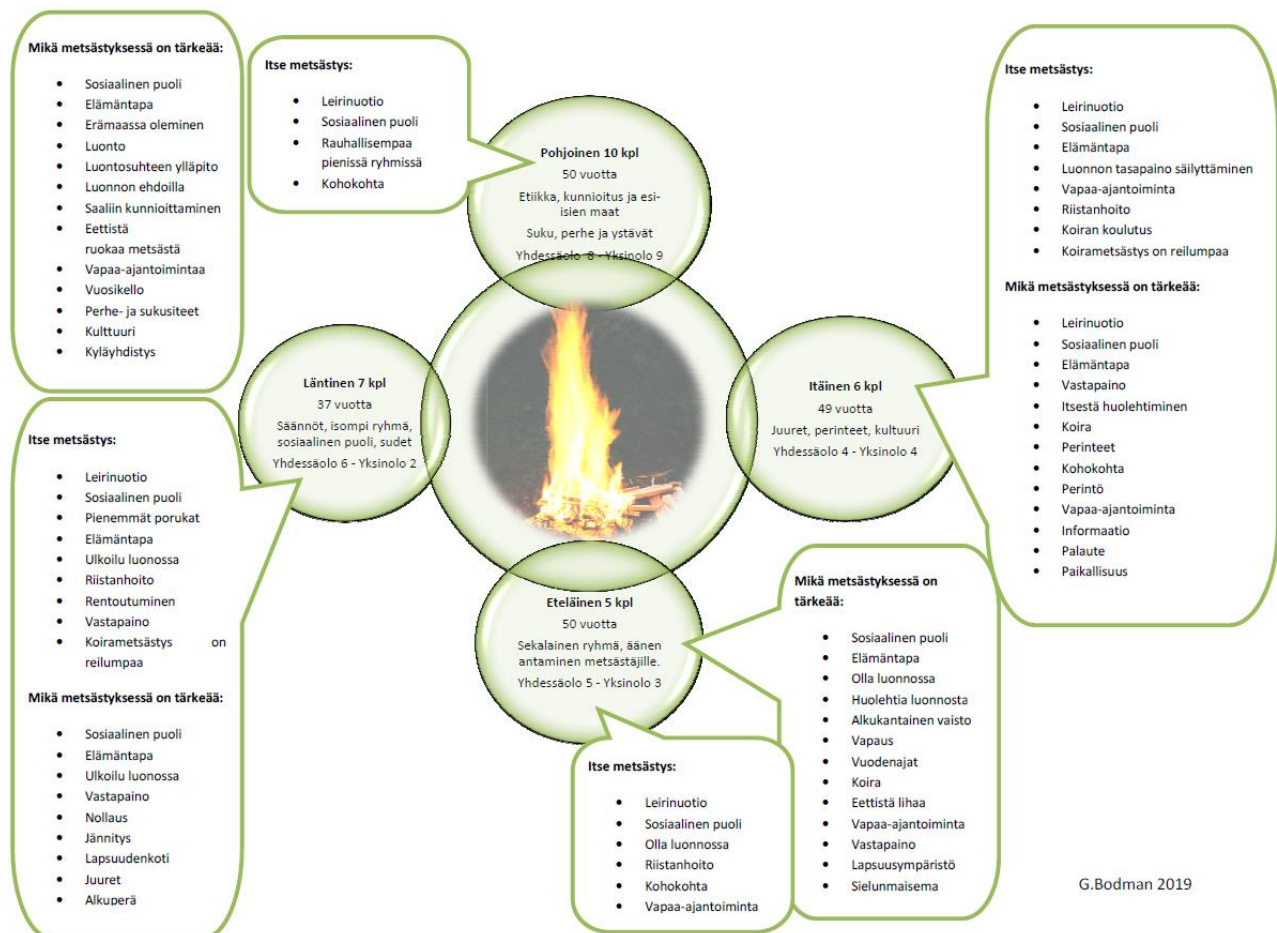 Mikä metsästyksessä on tärkeää:
• Sosiaalinen puoli
• Elämäntapa
• Erämaassa oleminen
• Luonto
• Luontosuhteen ylläpito
• Luonnon ehdoilla
• Saaliin kunnioittaminen
• Eettistä
ruokaa metsästä
• Vapaa-ajantoimintaa
• Vuosikello
• Perhe- ja sukusiteet
• Kulttuuri
• Kyläyhdistys
Itse metsästys:
• Leirinuotio
• Sosiaalinen puoli
• Rauhallisempaa
pienissä ryhmissä
• Kohokohta
Pohjoinen 10 kpl
50 vuotta
Etiikka, kunnioitus ja esi-
isien maat
Suku, perhe ja ystävät
Yhdessäolo 8 - Yksinolo 9
Itse metsästys:
• Leirinuotio
• Sosiaalinen puoli
• Elämäntapa
• Luonnon tasapaino säilyttäminen
• Vapaa-ajantoiminta
• Riistanhoito
• Koiran koulutus
• Koirametsästys on reilumpaa
Mikä metsästyksessä on tärkeää:
• Leirinuotio
• Sosiaalinen puoli
• Elämäntapa
• Vastapaino
• Itsestä huolehtiminen
• Koira
• Perinteet
• Kohokohta
• Perintö
• Vapaa-ajantoiminta
• Informaatio
• Palaute
• Paikallisuus
Läntinen 7 kpl
37 vuotta
Säännöt, isompi ryhmä,
sosiaalinen puoli, sudet
Yhdessäolo 6 - Yksinolo 2
Itäinen 6 kpl
49 vuotta
Juuret, perinteet, kultuuri
Yhdessäolo 4 - Yksinolo 4
Itse metsästys:
• Leirinuotio
• Sosiaalinen puoli
• Pienemmät porukat
• Elämäntapa
• Ulkoilu luonossa
• Riistanhoito
• Rentoutuminen
• Vastapaino
• Koirametsästys on
reilumpaa
Mikä metsästyksessä on tärkeää:
• Sosiaalinen puoli
• Elämäntapa
• Ulkoilu luonossa
• Vastapaino
• Nollaus
• Jännitys
• Lapsuudenkoti
• Juuret
• Alkuperä
Eteläinen 5 kpl
50 vuotta
Sekalainen ryhmä, äänen
antaminen metsästäjille.
Yhdessäolo 5 - Yksinolo 3
Mikä metsästyksessä on
tärkeää:
• Sosiaalinen puoli
• Elämäntapa
• Olla luonnossa
• Huolehtia luonnosta
• Alkukantainen vaisto
• Vapaus
• Vuodenajat
• Koira
• Eettistä lihaa
• Vapaa-ajantoiminta
• Vastapaino
• Lapsuusympäristö
• Sielunmaisema
Itse metsästys:
• Leirinuotio
• Sosiaalinen puoli
• Olla luonnossa
• Riistanhoito
• Kohokohta
• Vapaa-ajantoiminta
G.Bodman 2019